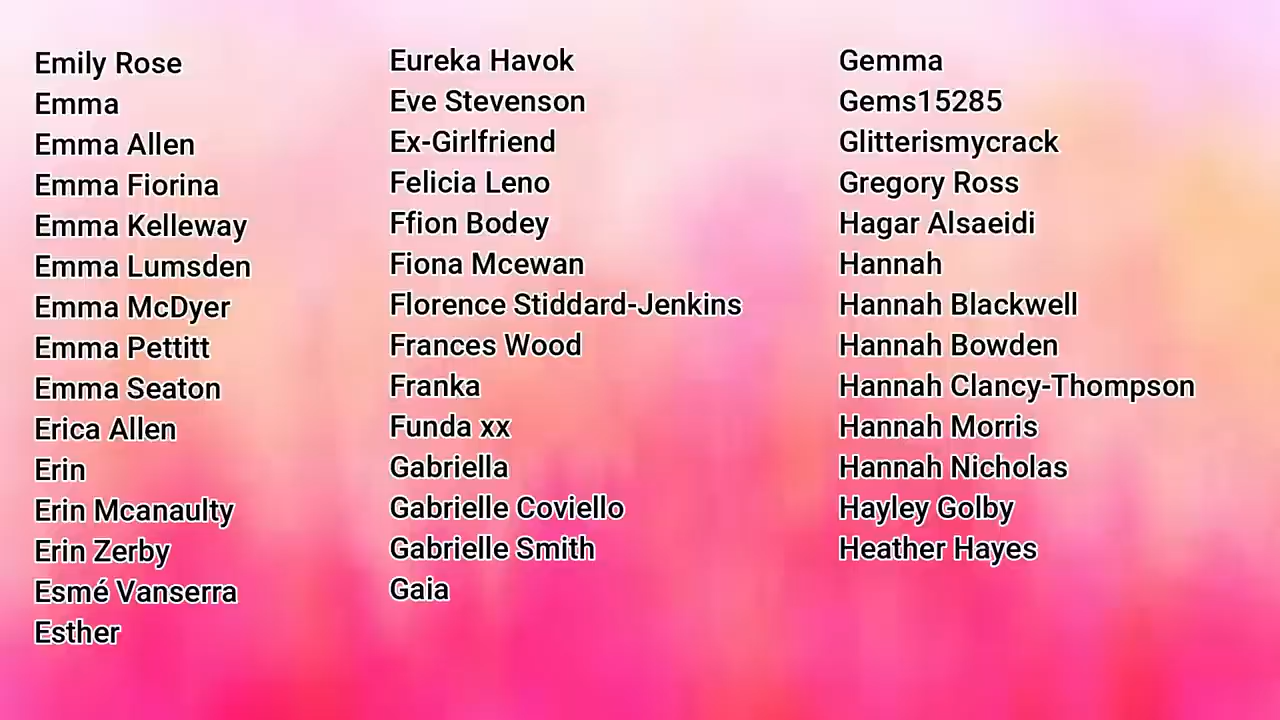 Emily Rose
Emma
Emma Allen
Emma Fiorina
Emma Kelleway
Emma Lumsden
Emma McDyer
Emma Pettitt
Emma Seaton
Erica Allen
Erin
Erin Mcanaulty
Erin Zerby
Esmé Vanserra
Esther
Eureka Havok
Eve Stevenson
Ex-Girlfriend
Felicia Leno
Ffion Bodey
Fiona Mcewan
Florence Stiddard-Jenkins
Frances Wood
Franka
Funda xx
Gabriella
Gabrielle Coviello
Gabrielle Smith
Gaia
Gemma
Gems15285
Glitterismycrack
Gregory Ross
Hagar Alsaeidi
Hannah
Hannah Blackwell
Hannah Bowden
Hannah Clancy-Thompson
Hannah Morris
Hannah Nicholas
Hayley Golby
Heather Hayes